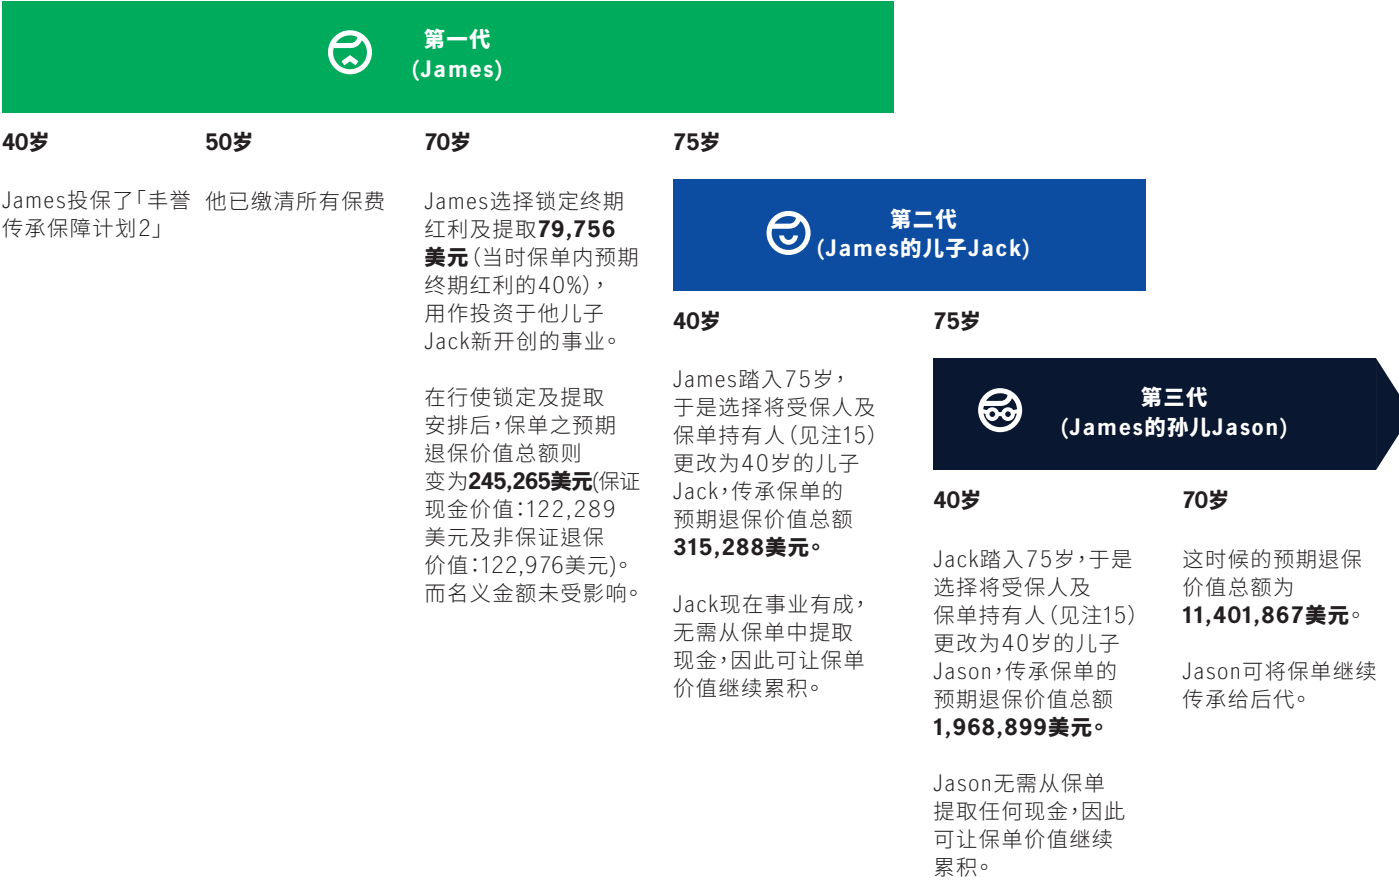 第一代
(James)
40岁
James投保了「丰誉
传承保障计划2」
50岁
他已缴清所有保费
70岁
James选择锁定终期
红利及提取79,756
美元（当时保单内预期
终期红利的40%），
用作投资于他儿子
Jack新开创的事业。
在行使锁定及提取
安排后，保单之预期
退保价值总额则
变为245,265美元(保证
现金价值：122,289
美元及非保证退保
价值：122,976美元)。
而名义金额未受影响。
75岁
第二代
(James的儿子Jack)
40岁
James踏入75岁，
于是选择将受保人及
保单持有人（见注15）
更改为40岁的儿子
Jack，传承保单的
预期退保价值总额
315,288美元。
Jack现在事业有成，
无需从保单中提取
现金，因此可让保单
价值继续累积。
75岁
第三代
(James的孙儿Jason)
40岁
Jack踏入75岁，于是
选择将受保人及
保单持有人（见注15）
更改为40岁的儿子
Jason，传承保单的
预期退保价值总额
1,968,899美元。
Jason无需从保单
提取任何现金，因此
可让保单价值继续
累积。
70岁
这时候的预期退保
价值总额为
11,401,867美元。
Jason可将保单继续
传承给后代。